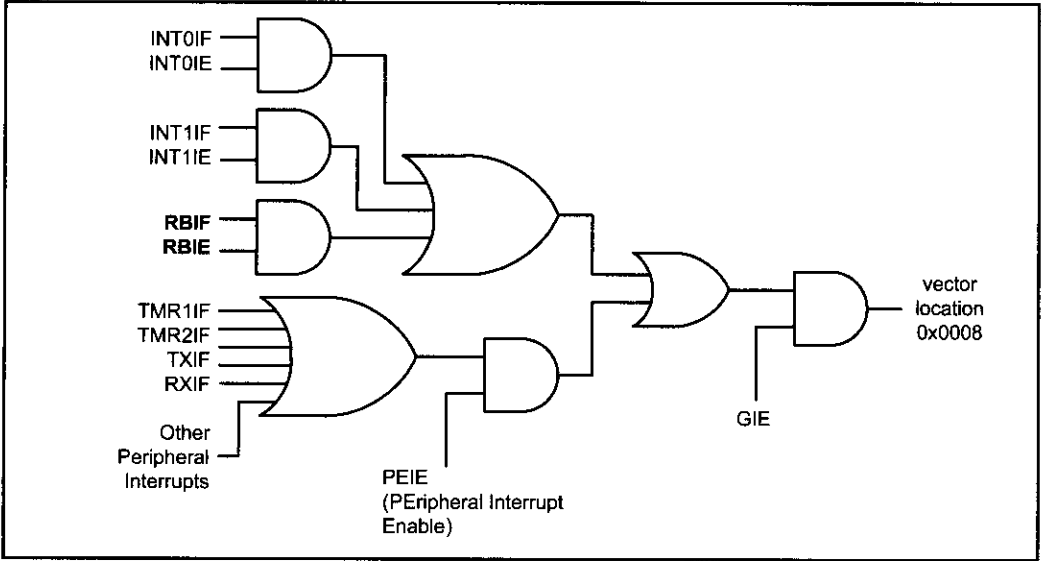 INT0IF
INT0IE
INT1IF
INT1IE
RBIF
RBIE
TMR1IF
TMR2IF
TXIF
RXIF
Other
Peripheral
Interrupts
PEIE
(PEripheral Interrupt
Enable)
GIE
vector
location
0x0008